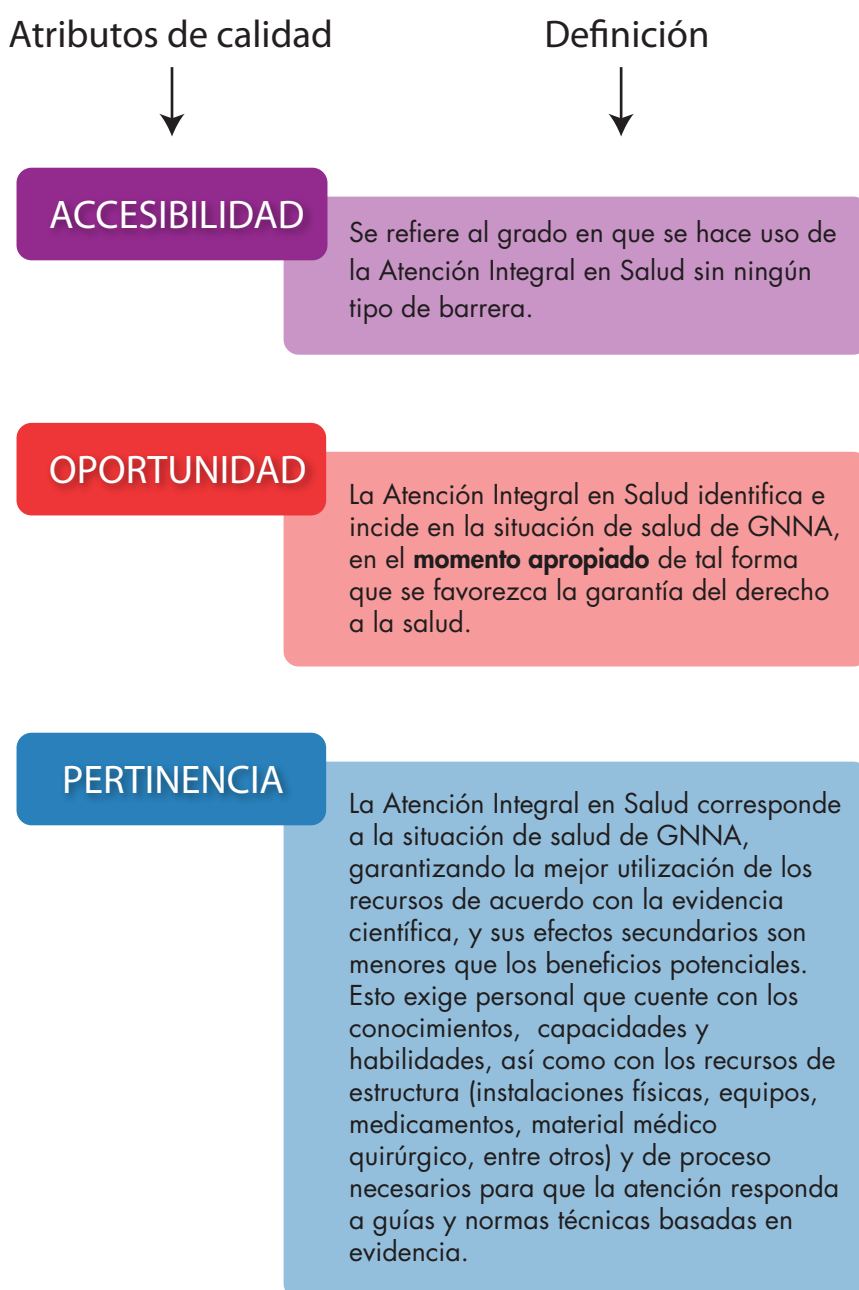 Atributos de calidad
Definición
ACCESIBILIDAD
Se refiere al grado en que se hace uso de
la Atención Integral en Salud sin ningún
tipo de barrera.
OPORTUNIDAD
La Atención Integral en Salud identifica e
incide en la situación de salud de GNNA,
en el momento apropiado de tal forma
que se favorezca la garantía del derecho
a la salud.
PERTINENCIA
La Atención Integral en Salud corresponde
a la situación de salud de GNNA,
garantizando la mejor utilización de los
recursos de acuerdo con la evidencia
científica, y sus efectos secundarios son
menores que los beneficios potenciales.
Esto exige personal que cuente con los
conocimientos, capacidades y
habilidades, así como con los recursos de
estructura (instalaciones físicas, equipos,
medicamentos, material médico
quirúrgico, entre otros) y de proceso
necesarios para que la atención responda
a guías y normas técnicas basadas en
evidencia.